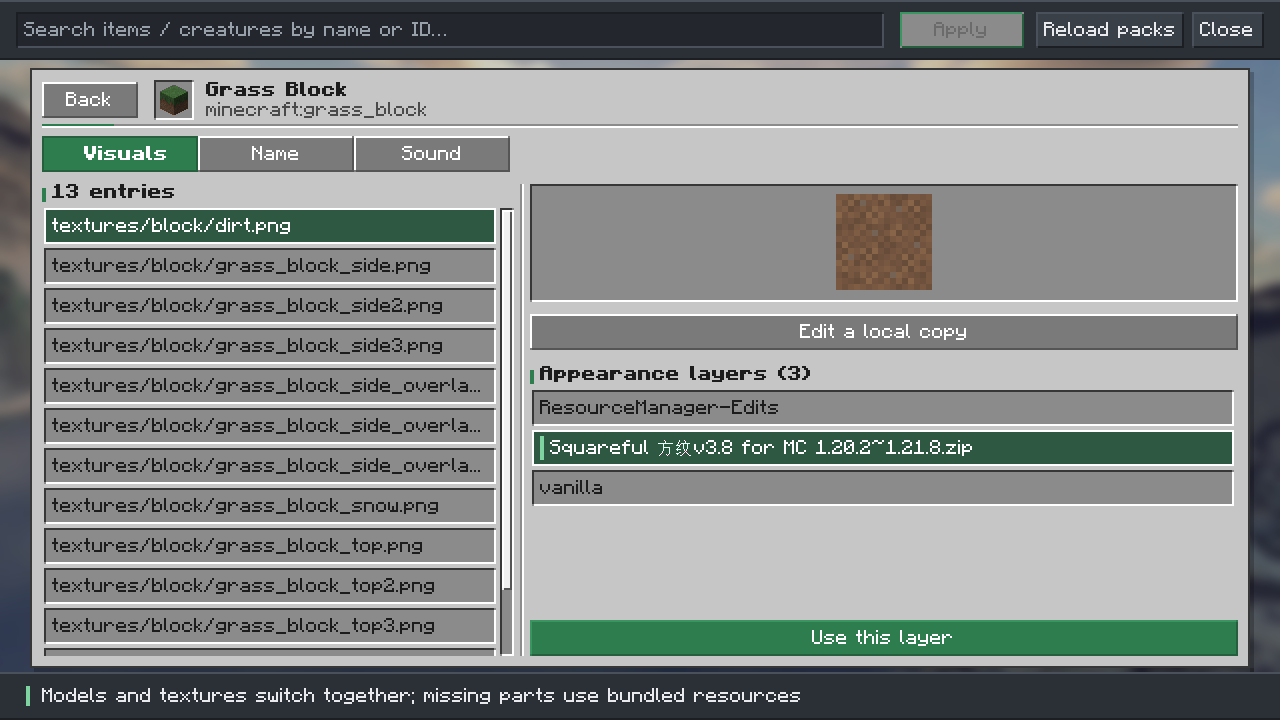 Search items / creatures by name or ID...
Apply
Reload packs
Close
Back
Grass Block
minecraft:grass_block
Visuals
Name
Sound
13 entries
textures/block/dirt.png
textures/block/grass_block_side.png
textures/block/grass_block_side2.png
textures/block/grass_block_side3.png
textures/block/grass_block_side_overla...
textures/block/grass_block_side_overla...
textures/block/grass_block_side_overla...
textures/block/grass_block_snow.png
textures/block/grass_block_top.png
textures/block/grass_block_top2.png
textures/block/grass_block_top3.png
Edit a local copy
Appearance layers (3)
ResourceManager-Edits
Squareful 方纹v3.8 for MC 1.20.2~1.21.8.zip
vanilla
Use this layer
Models and textures switch together; missing parts use bundled resources